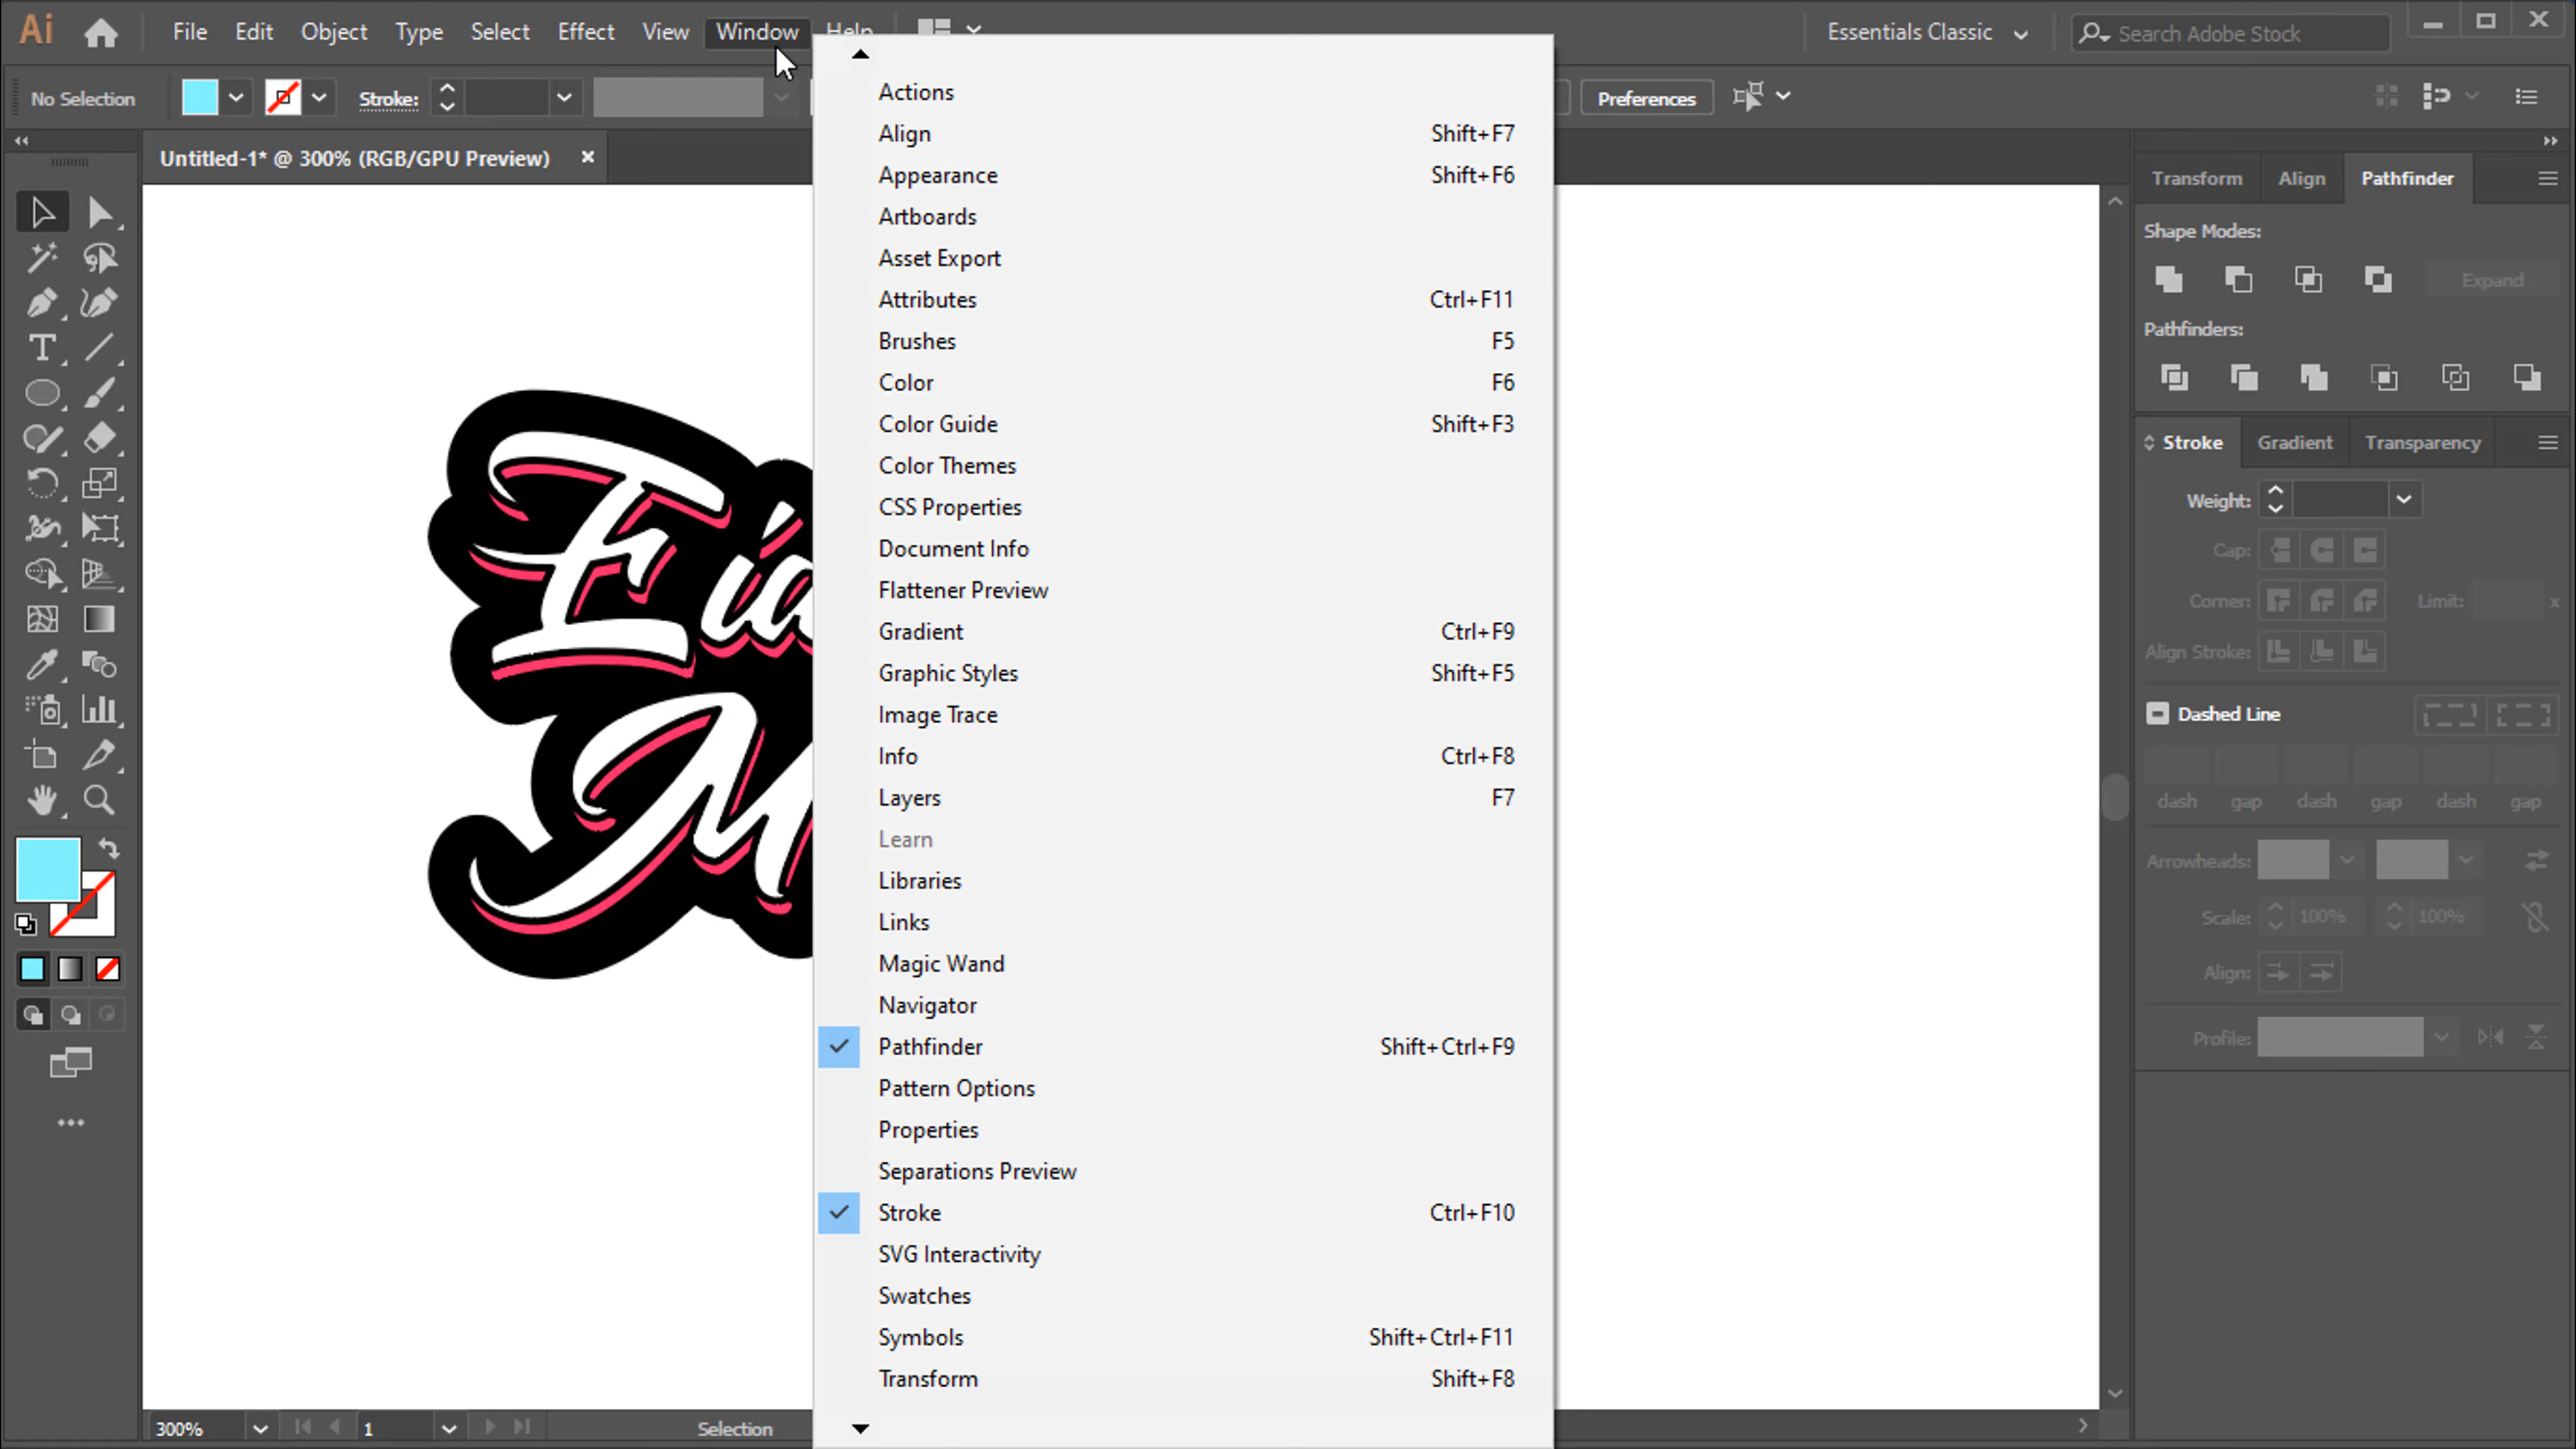 Ai File Edit Object Type Select Effect View Window Help Essentials Classic Search Adobe Stock
No Selection Stroke: Preferences
Untitled-1* @ 300% (RGB/GPU Preview)
Actions
Align Shift+F7
Appearance Shift+F6
Artboards
Asset Export
Attributes Ctrl+F11
Brushes F5
Color F6
Color Guide Shift+F3
Color Themes
CSS Properties
Document Info
Flattener Preview
Gradient Ctrl+F9
Graphic Styles Shift+F5
Image Trace
Info Ctrl+F8
Layers F7
Learn
Libraries
Links
Magic Wand
Navigator
Pathfinder Shift+Ctrl+F9
Pattern Options
Properties
Separations Preview
Stroke Ctrl+F10
SVG Interactivity
Swatches
Symbols Shift+Ctrl+F11
Transform Shift+F8
Eid
M
Transform Align Pathfinder
Shape Modes:
Expand
Pathfinders:
Stroke Gradient Transparency
Weight:
Cap:
Corner: Limit: x
Align Stroke:
Dashed Line
dash gap dash gap dash gap
Arrowheads:
Scale: 100% 100%
Align:
Profile:
300% 1 Selection